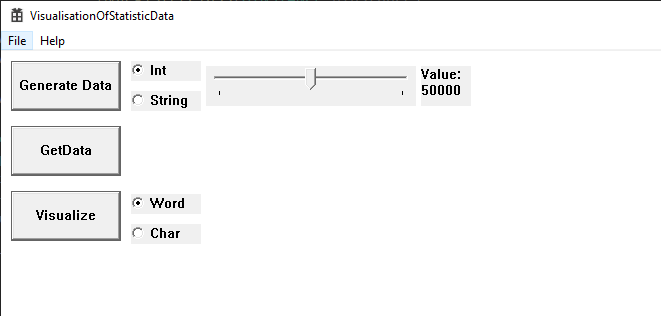 VisualisationOfStatisticData
File Help
Generate Data
Int
String
Value:
50000
GetData
Visualize
Word
Char